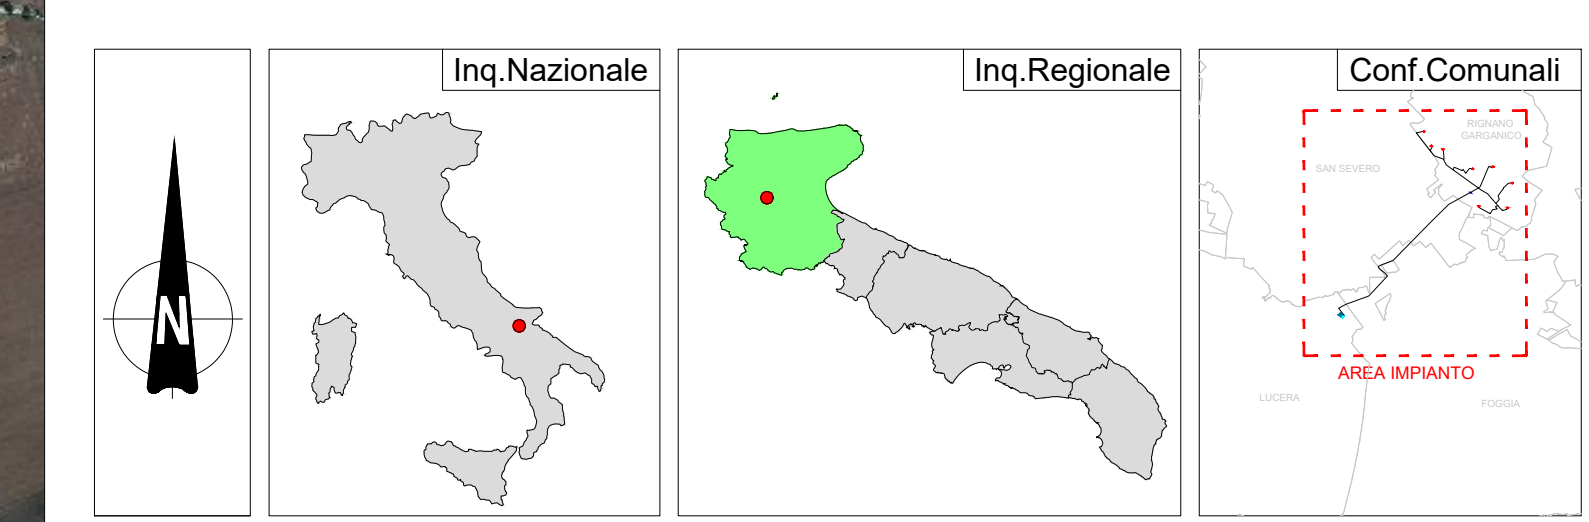 Inq.Nazionale
Inq.Regionale
Conf.Comunali
N
RIGNANO
GARGANICO
SAN SEVERO
AREA IMPIANTO
LUCERA
FOGGIA